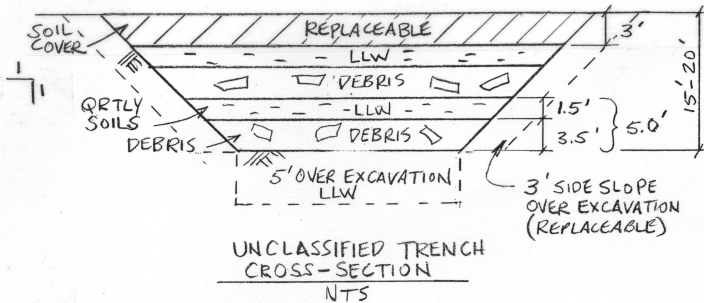 SOIL
COVER
REPLACEABLE
3'
LLW
DEBRIS
15'-20'
QRTLY
SOILS
LLW
1.5'
5.0'
DEBRIS
DEBRIS
3.5'
1
1
5' OVER EXCAVATION
LLW
3' SIDE SLOPE
OVER EXCAVATION
(REPLACEABLE)
UNCLASSIFIED TRENCH
CROSS-SECTION
NTS